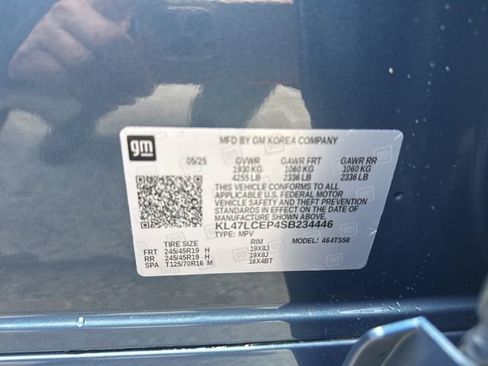 gm
MFD BY GM KOREA COMPANY
05/25 GVWR GAWR FRT GAWR RR
1930 KG 1060 KG 1060 KG
4255 LB 2336 LB 2336 LB
THIS VEHICLE CONFORMS TO ALL
APPLICABLE U.S. FEDERAL MOTOR
VEHICLE SAFETY, BUMPER, AND THEFT
PREVENTION STANDARDS IN EFFECT ON
THE DATE OF MANUFACTURE
SHOWN ABOVE.
KL47LCEP4SB234446
TYPE: MPV MODEL: 464TS58
TIRE SIZE RIM
FRT 245/45R19 H 19X8J
RR 245/45R19 H 19X8J
SPA T125/70R16 M 16X4BT